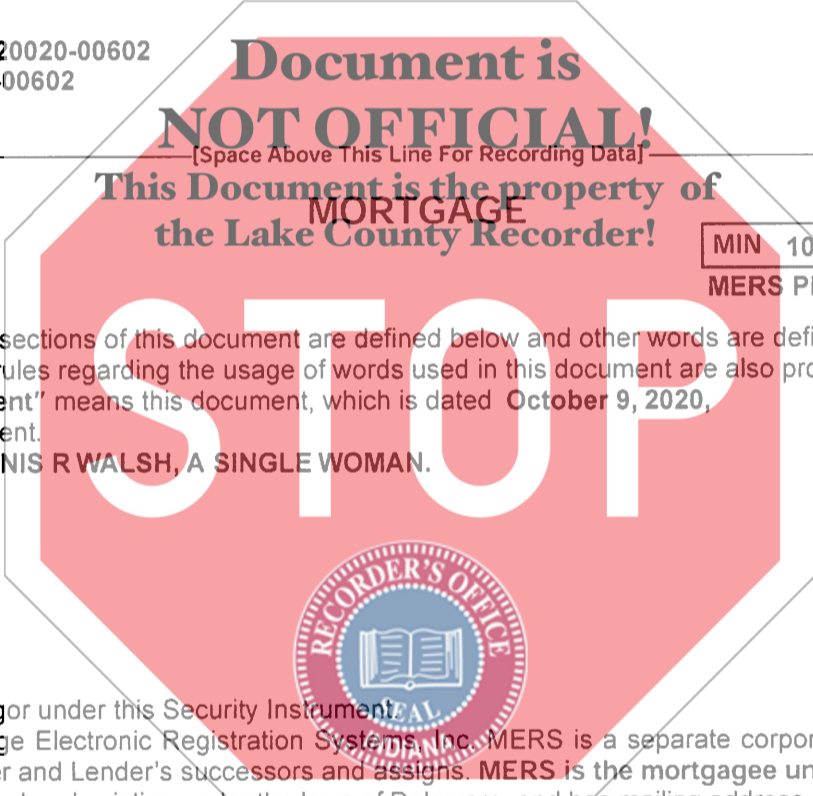 20020-00602
-00602
Document is
NOT OFFICIAL!
[Space Above This Line For Recording Data]
This Document is the property of
MORTGAGE
the Lake County Recorder!
MIN 10
MERS P
STOP
sections of this document are defined below and other words are defi
ules regarding the usage of words used in this document are also pro
ent" means this document, which is dated October 9, 2020,
ent.
NIS R WALSH, A SINGLE WOMAN.
RECORDER'S OFFICE
SEAL
INDIANA
gor under this Security Instrument.
ge Electronic Registration Systems, Inc. MERS is a separate corpor
r and Lender's successors and assigns. MERS is the mortgagee un